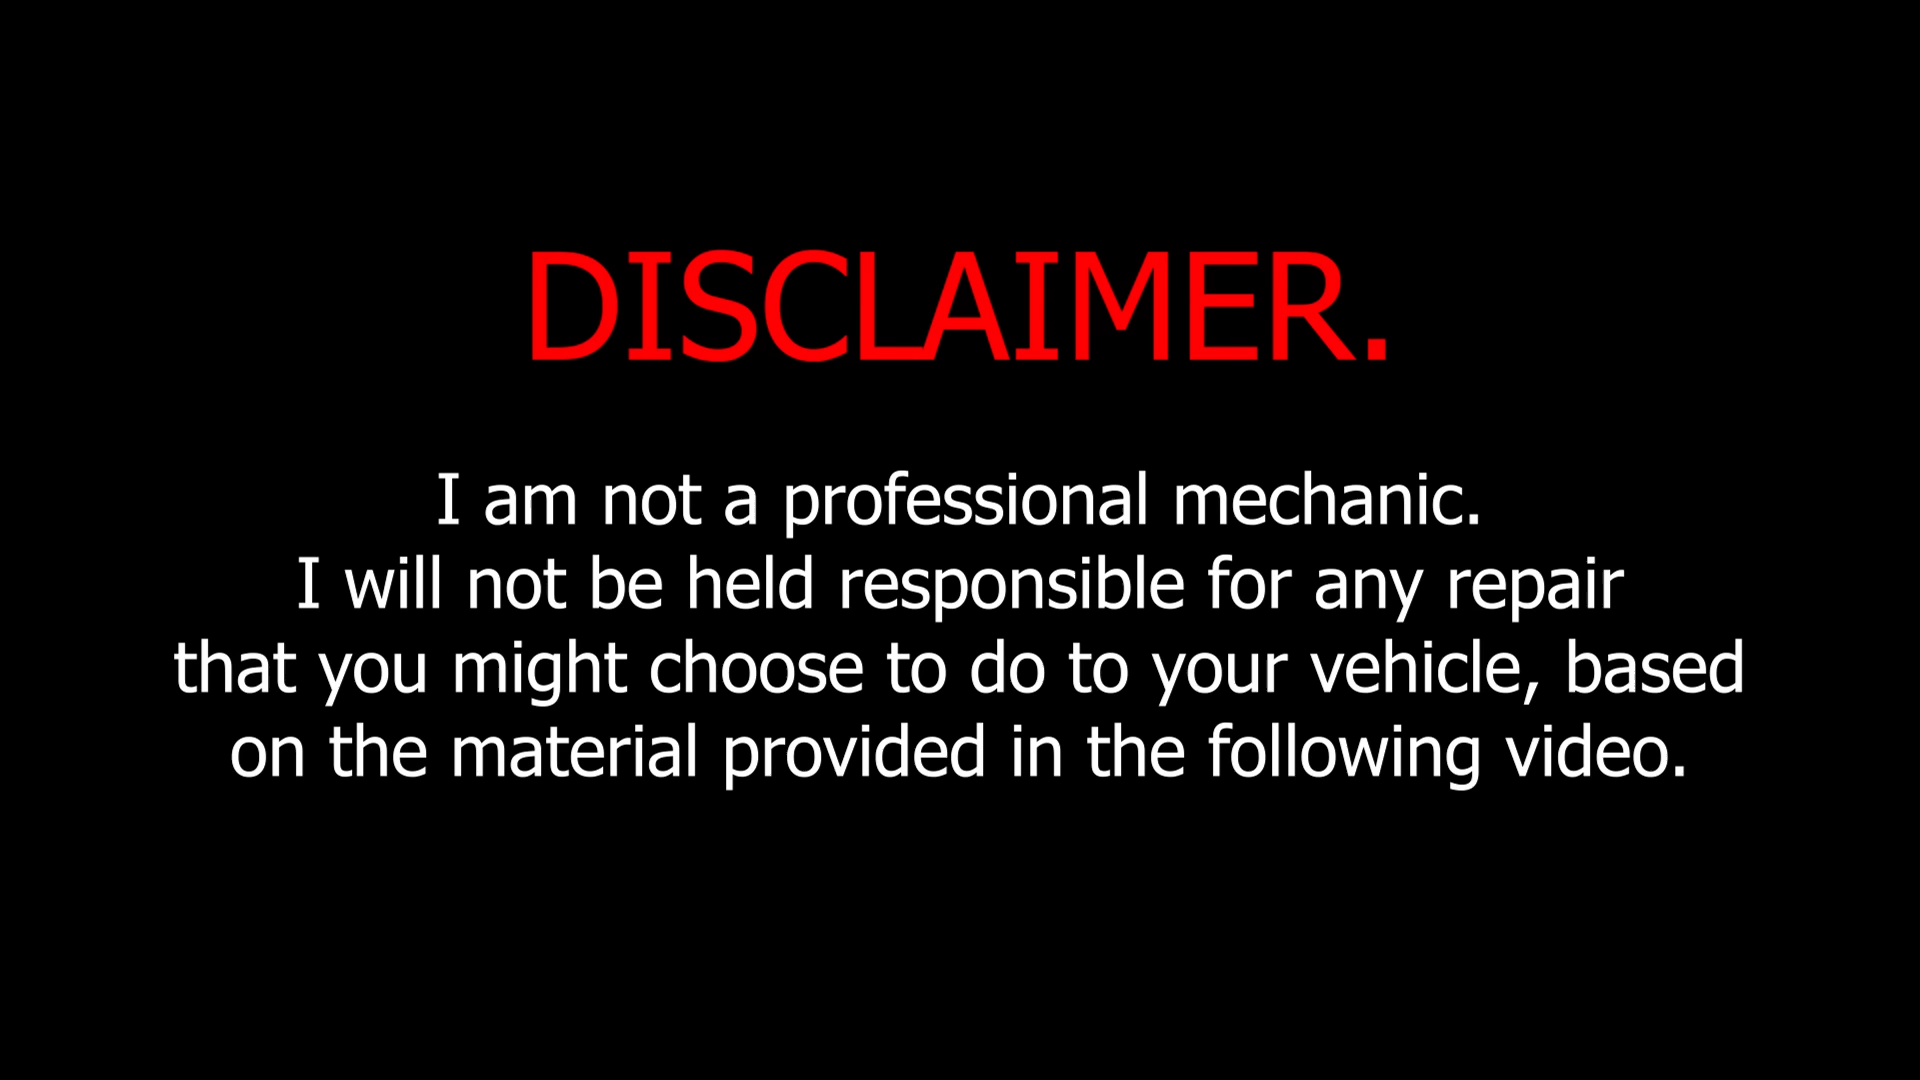 DISCLAIMER.
I am not a professional mechanic.
I will not be held responsible for any repair
that you might choose to do to your vehicle, based
on the material provided in the following video.